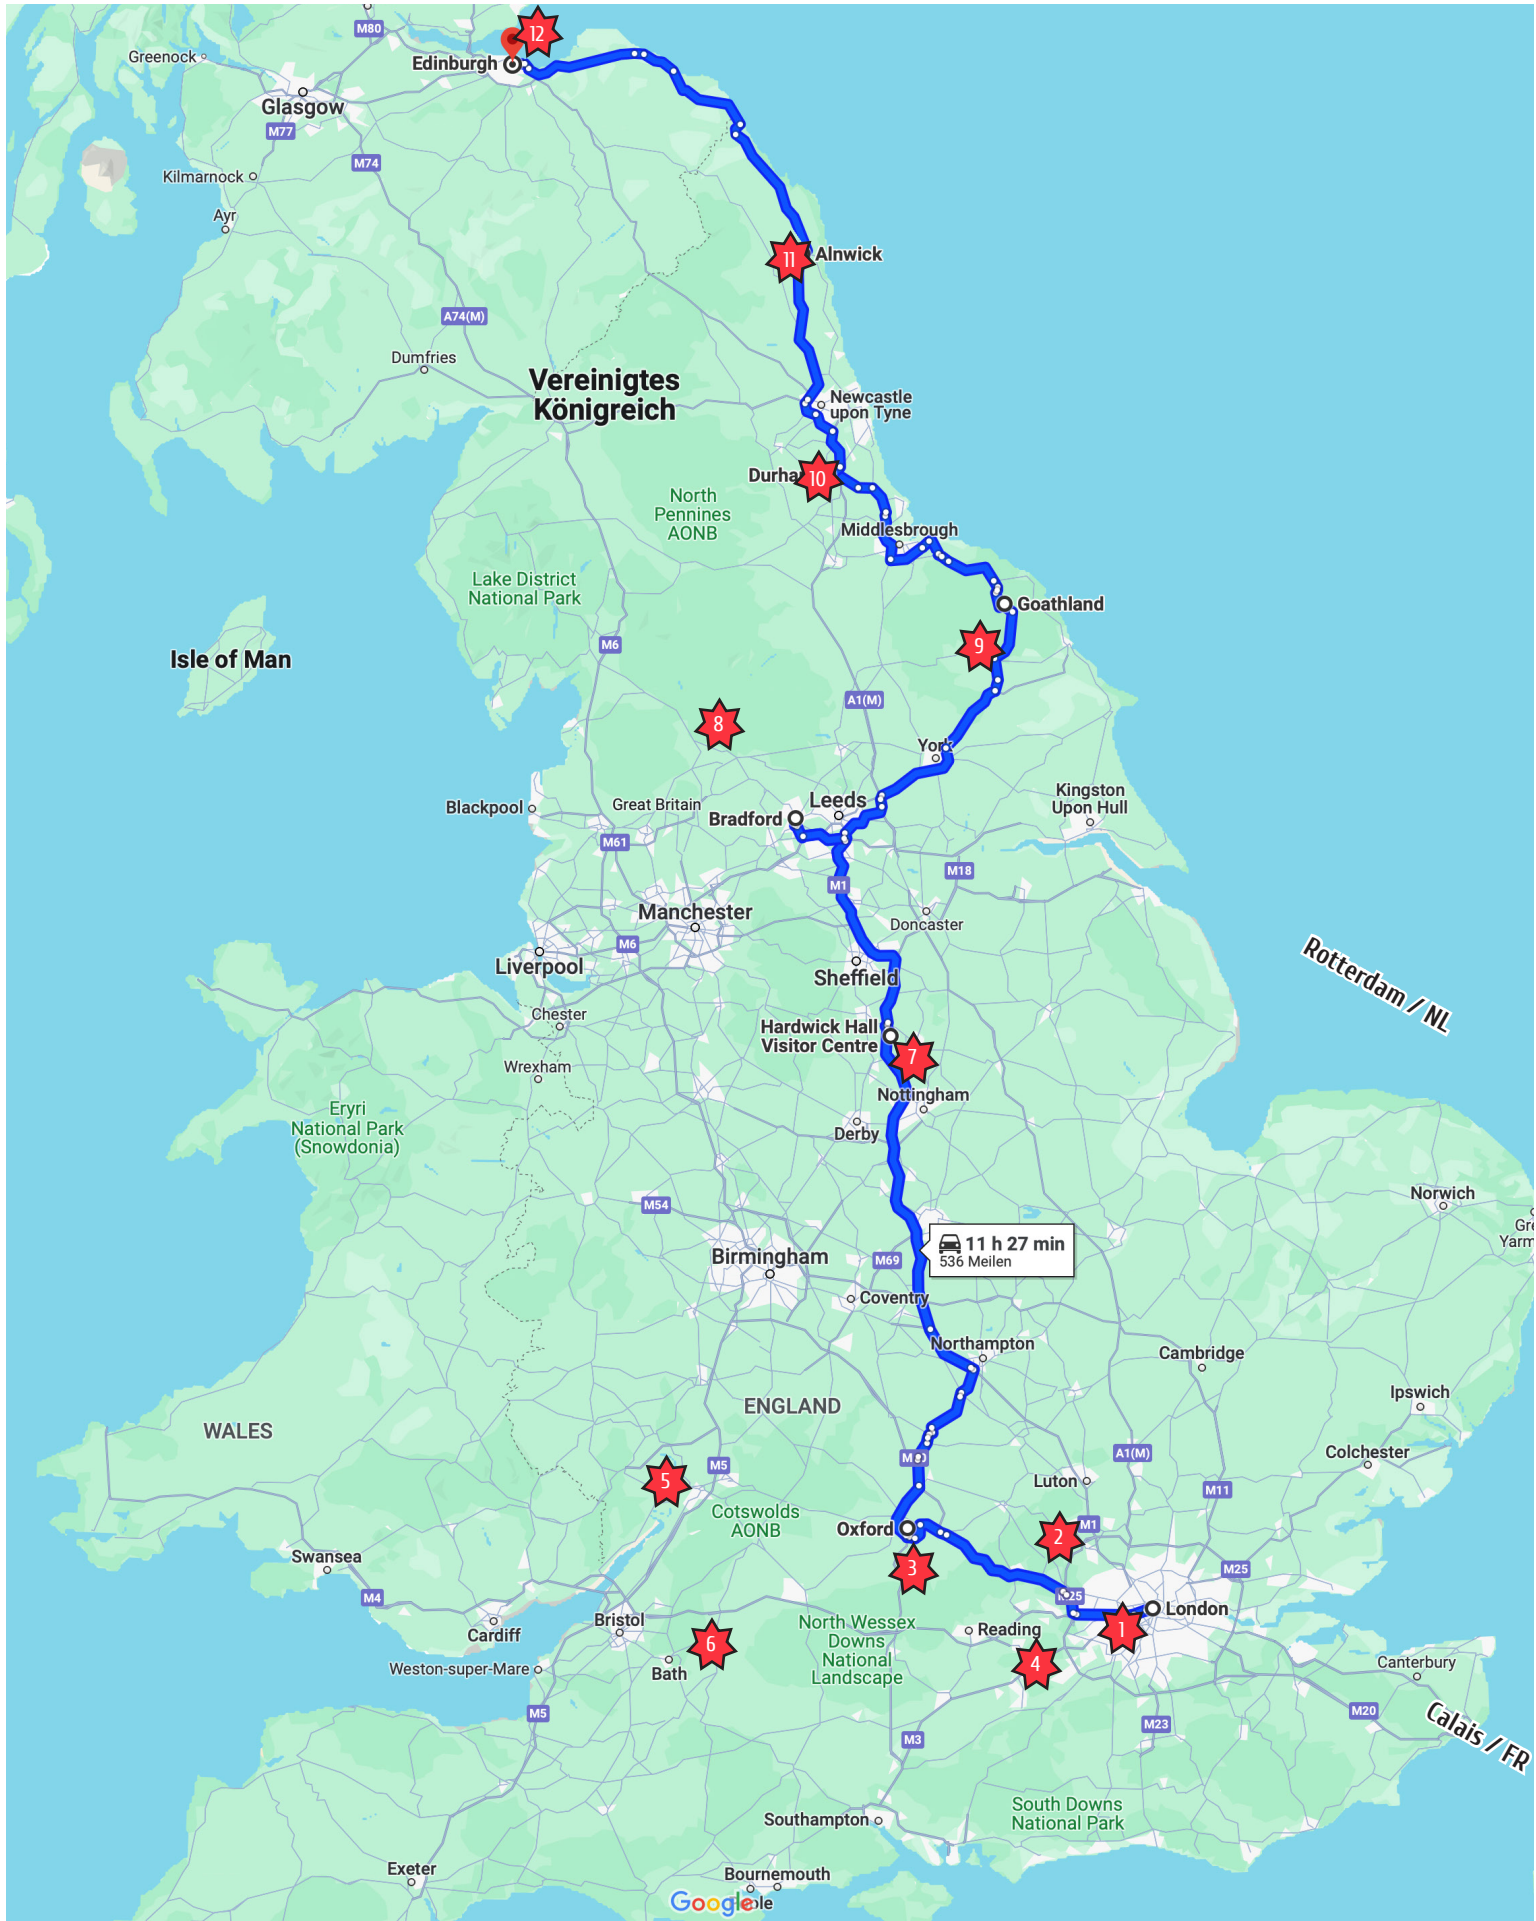 M80
12
Greenock
Edinburgh
Glasgow
M77
M74
Kilmarnock
Ayr
11
Alnwick
A74(M)
Dumfries
Vereinigtes
Königreich
Newcastle
upon Tyne
10
North
Pennines
AONB
Middlesbrough
Lake District
National Park
Goathland
M6
9
Isle of Man
A1(M)
8
York
Kingston
Upon Hull
Blackpool
Great Britain
Leeds
Bradford
M61
M18
M1
Manchester
Doncaster
M6
Liverpool
Sheffield
Rotterdam / NL
Chester
Hardwick Hall
Visitor Centre
7
Wrexham
Nottingham
Eryri
National Park
(Snowdonia)
Derby
Norwich
M54
11 h 27 min
536 Meilen
Birmingham
M69
Coventry
Northampton
Cambridge
Ipswich
ENGLAND
WALES
A1(M)
Colchester
M5
5
Luton
M11
Cotswolds
AONB
Oxford
2
M1
Swansea
3
M25
M4
London
Bristol
Cardiff
North Wessex
Downs
National
Landscape
Reading
1
6
4
Weston-super-Mare
Bath
Canterbury
M5
M20
M23
M3
Calais / FR
South Downs
National Park
Southampton
Exeter
Bournemouth
Google